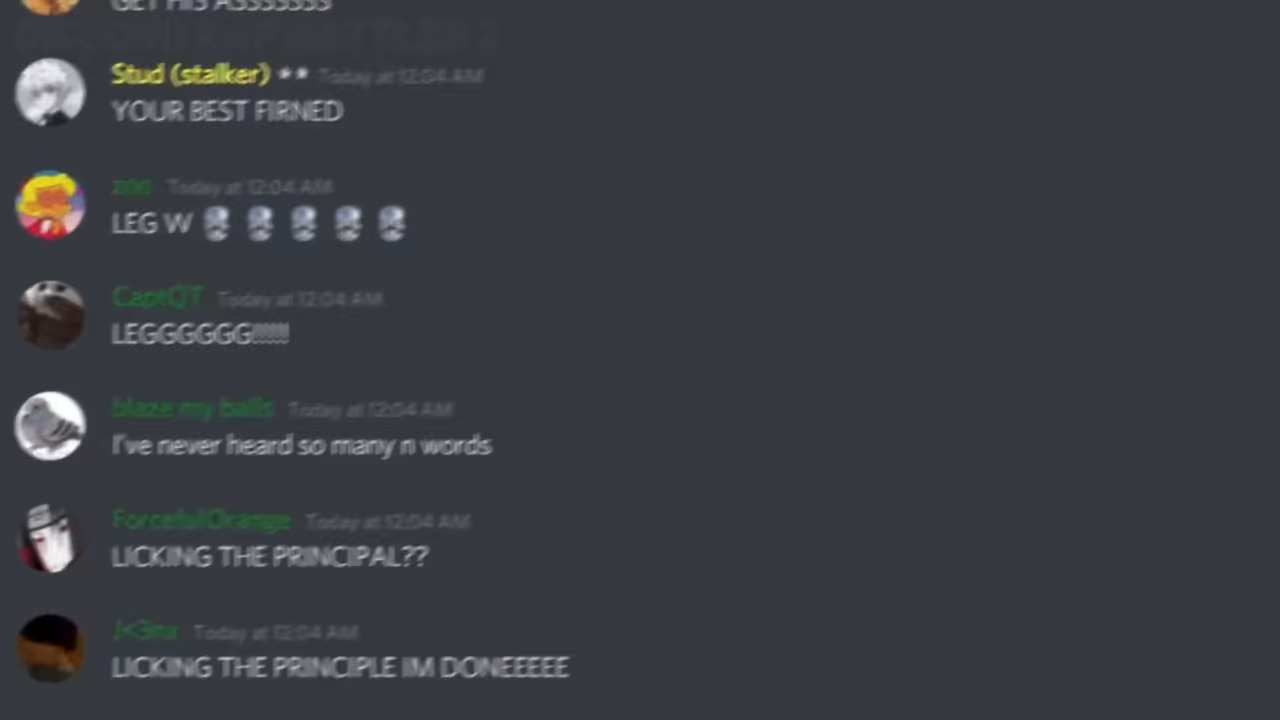 GET HIS ASSSSSSS
Stud (stalker) ** Today at 12:04 AM
YOUR BEST FIRNED
Today at 12:04 AM
LEG W
CaptQT Today at 12:04 AM
LEGGGGGG!!!!!!
blaze my balls Today at 12:04 AM
I've never heard so many n words
ForcefulOrange Today at 12:04 AM
LICKING THE PRINCIPAL??
Today at 12:04 AM
LICKING THE PRINCIPLE IM DONEEEEE